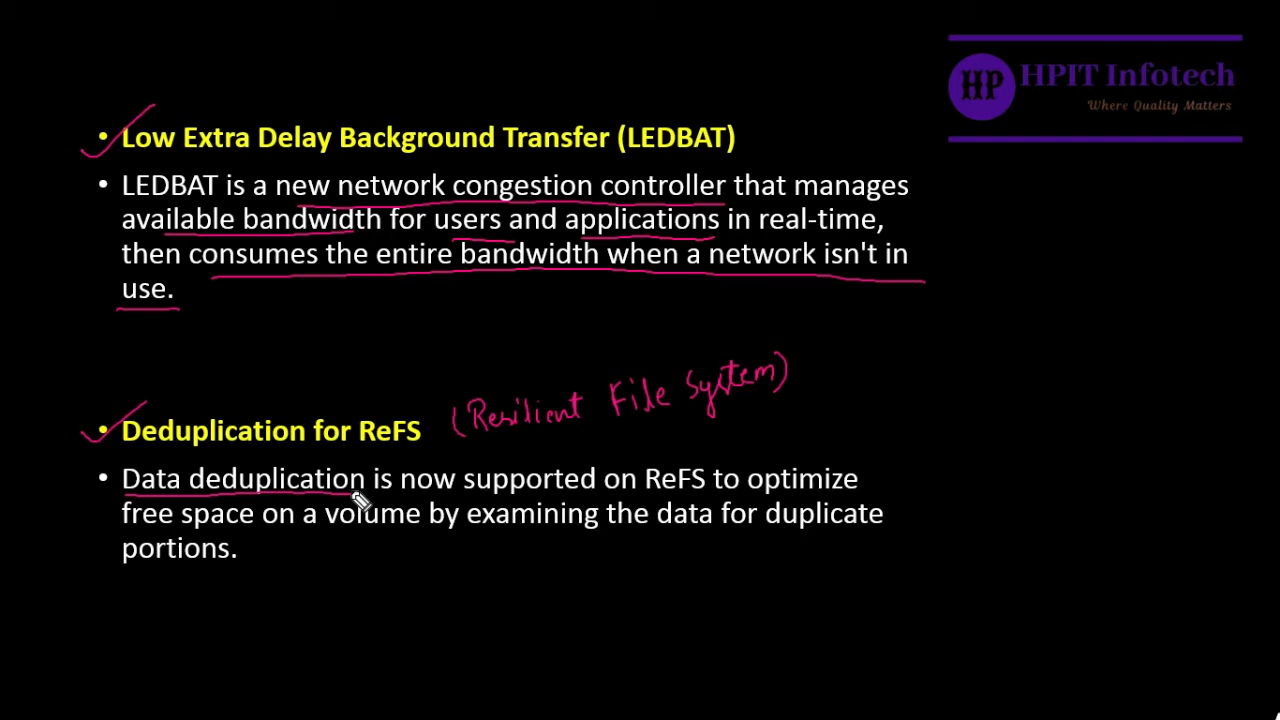 HP HPIT Infotech
Where Quality Matters
• Low Extra Delay Background Transfer (LEDBAT)
• LEDBAT is a new network congestion controller that manages
available bandwidth for users and applications in real-time,
then consumes the entire bandwidth when a network isn't in
use.
(Resilient File System)
• Deduplication for ReFS
• Data deduplication is now supported on ReFS to optimize
free space on a volume by examining the data for duplicate
portions.